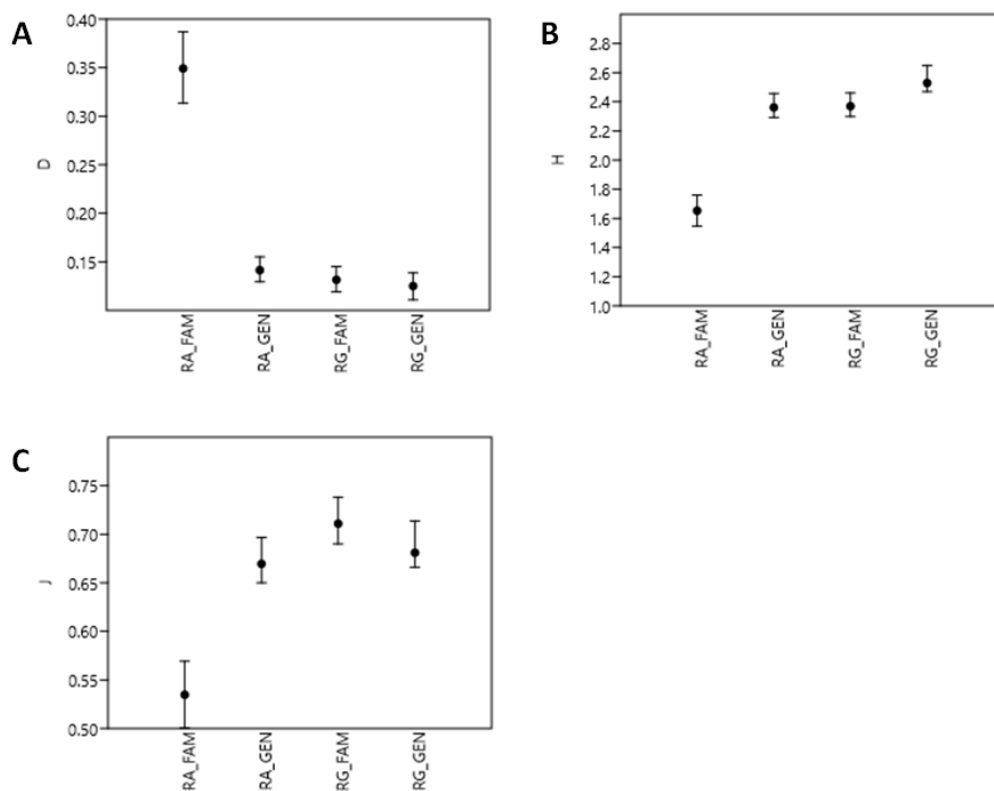 A
0.40
0.35
0.30
0.25
0.20
0.15
D
RA_FAM
RA_GEN
RG_FAM
RG_GEN
B
2.8
2.6
2.4
2.2
2.0
1.8
1.6
1.4
1.2
1.0
H
RA_FAM
RA_GEN
RG_FAM
RG_GEN
C
0.75
0.70
0.65
0.60
0.55
0.50
J
RA_FAM
RA_GEN
RG_FAM
RG_GEN